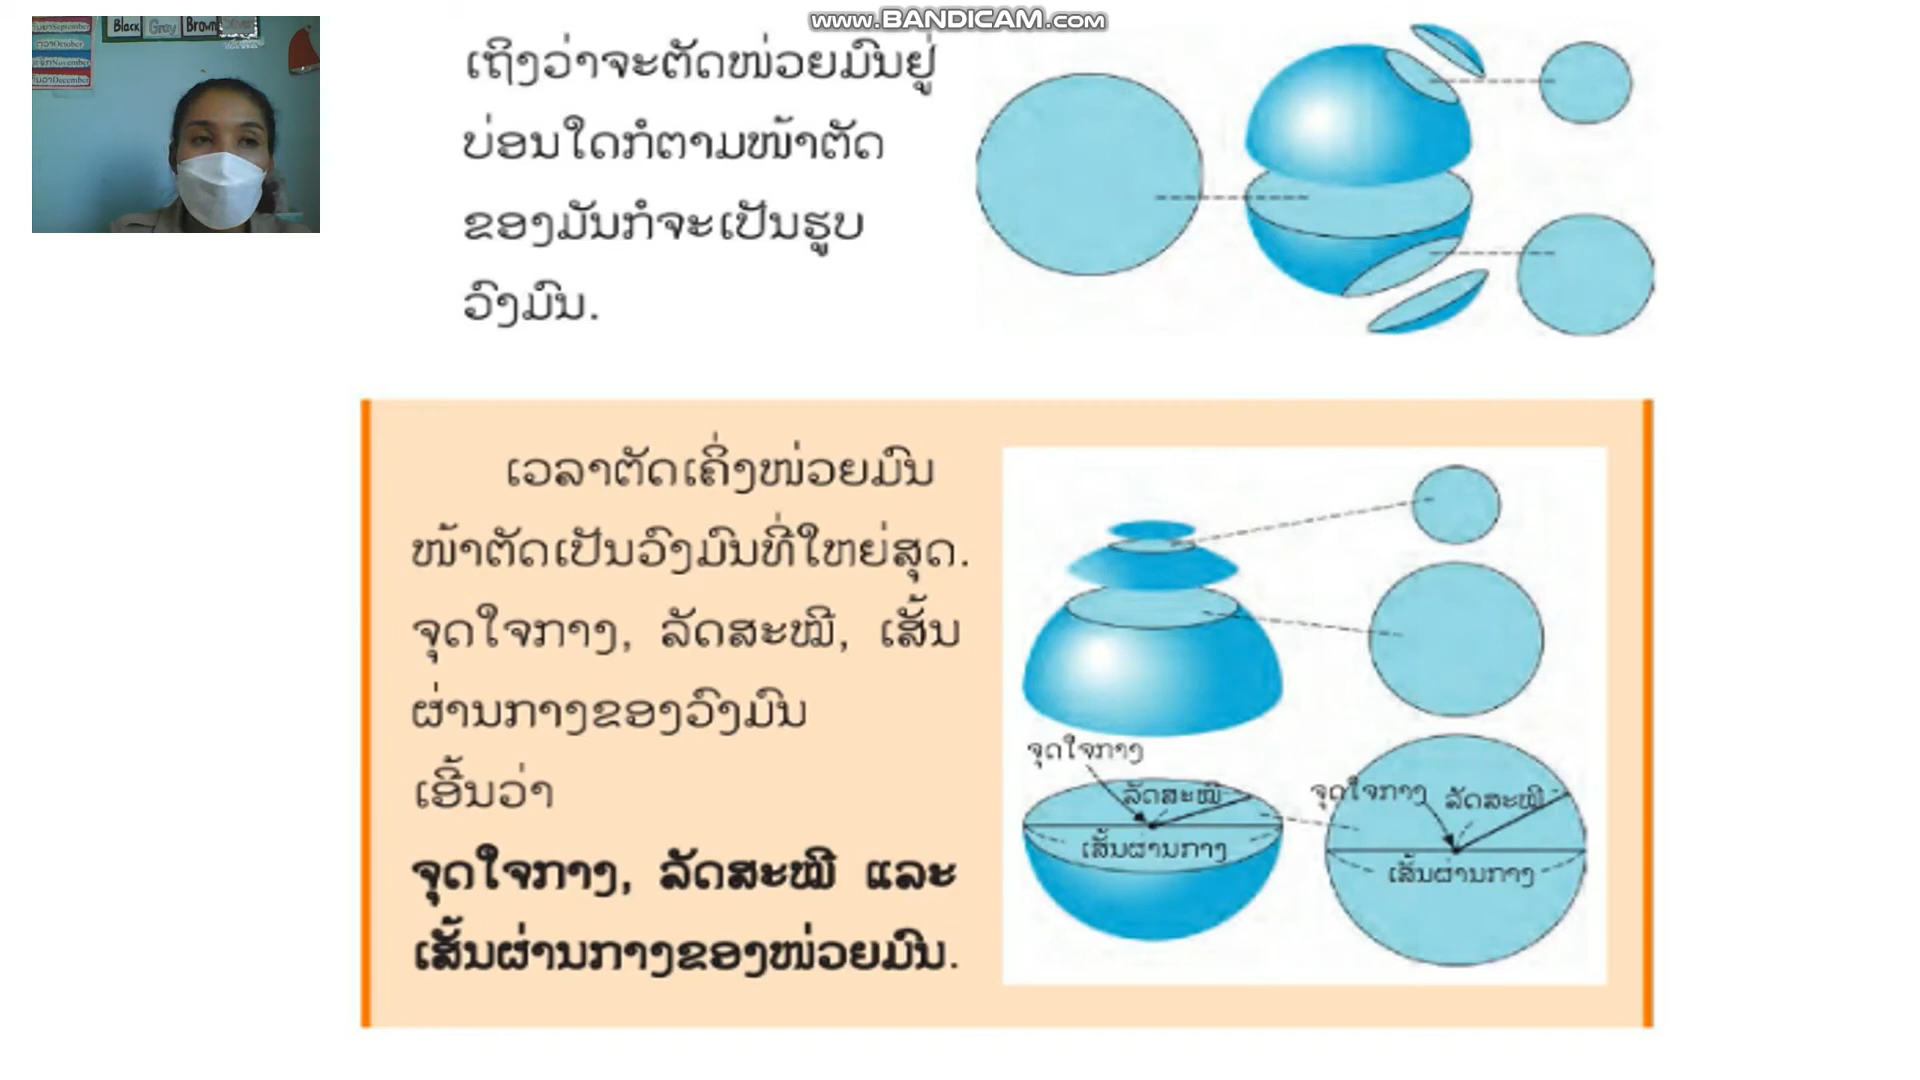 www.BANDICAM.com
Black
Gray
Brown
September
October
November
December
ເຖິງວ່າຈະຕັດໜ່ວຍມົນຢູ່
ບ່ອນໃດກໍຕາມໜ້າຕັດ
ຂອງມັນກໍຈະເປັນຮູບ
ວົງມົນ.
ເວລາຕັດເຄິ່ງໜ່ວຍມົນ
ໜ້າຕັດເປັນວົງມົນທີ່ໃຫຍ່ສຸດ.
ຈຸດໃຈກາງ, ລັດສະໝີ, ເສັ້ນ
ຜ່ານກາງຂອງວົງມົນ
ເອີ້ນວ່າ
ຈຸດໃຈກາງ, ລັດສະໝີ ແລະ
ເສັ້ນຜ່ານກາງຂອງໜ່ວຍມົນ.
ຈຸດໃຈກາງ
ລັດສະໝີ
ເສັ້ນຜ່ານກາງ
ຈຸດໃຈກາງ
ລັດສະໝີ
ເສັ້ນຜ່ານກາງ